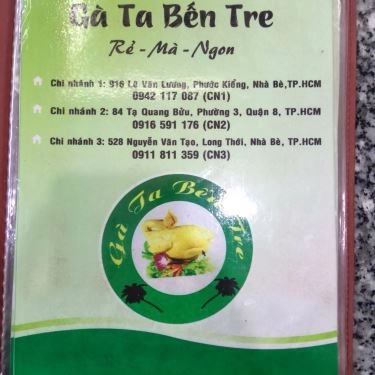 Gà Ta Bến Tre
Rẻ - Mà - Ngon
Chi nhánh 1: 916 Lê Văn Lương, Phước Kiểng, Nhà Bè,TP.HCM
0942 117 087 (CN1)
Chi nhánh 2: 84 Tạ Quang Bửu, Phường 3, Quận 8, TP.HCM
0916 591 176 (CN2)
Chi nhánh 3: 528 Nguyễn Văn Tạo, Long Thới, Nhà Bè, TP.HCM
0911 811 359 (CN3)
Gà Ta Bến Tre